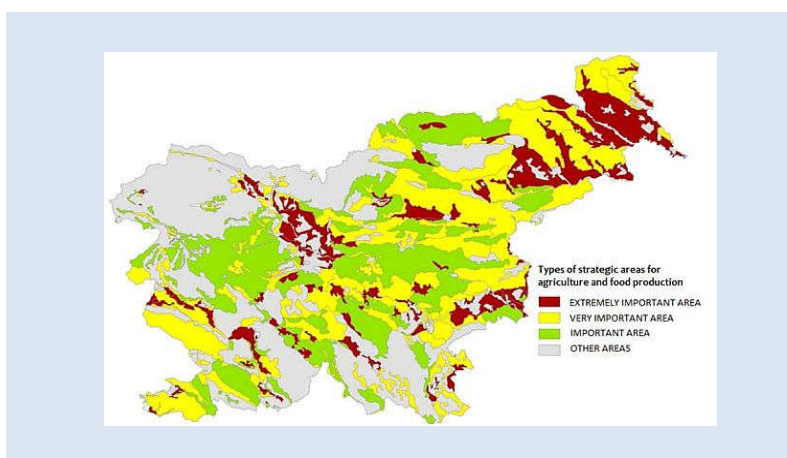 Types of strategic areas for
agriculture and food production
EXTREMELY IMPORTANT AREA
VERY IMPORTANT AREA
IMPORTANT AREA
OTHER AREAS